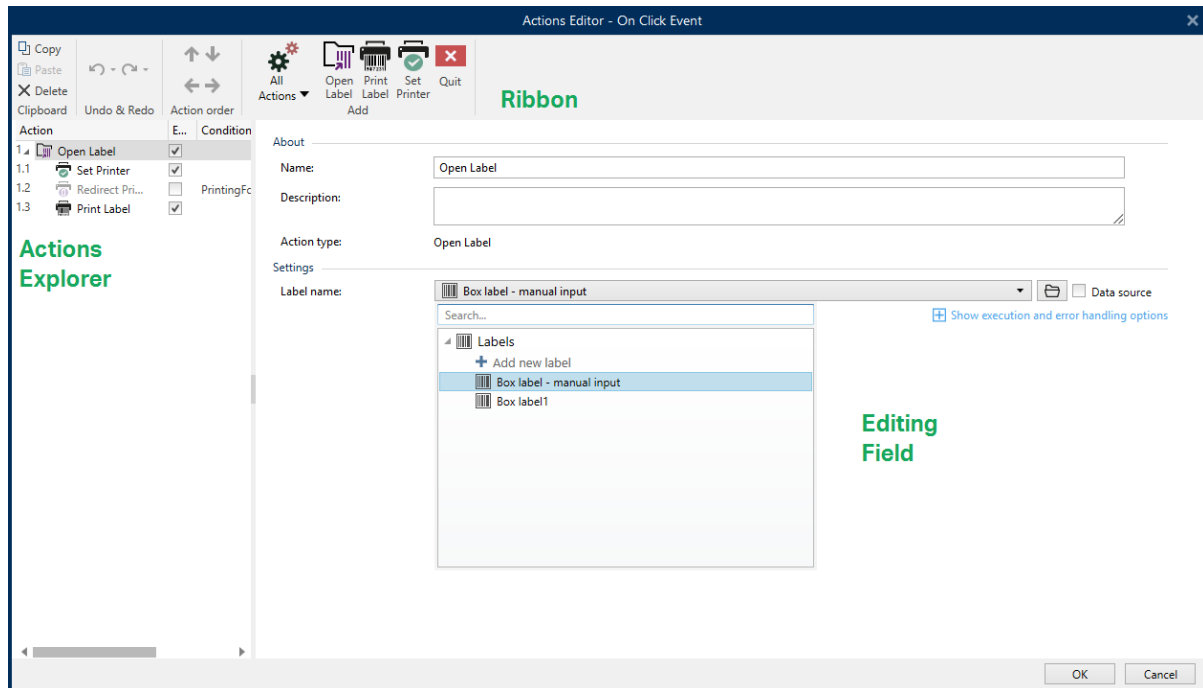 Actions Editor - On Click Event
Copy
Paste
Delete
Clipboard
Undo & Redo
Action order
All
Actions
Open
Label
Print
Label
Set
Printer
Quit
Add
Ribbon
Action E... Condition
1 Open Label
1.1 Set Printer
1.2 Redirect Pri... PrintingFo
1.3 Print Label
Actions
Explorer
About
Name: Open Label
Description:
Action type: Open Label
Settings
Label name: Box label - manual input Data source
Search... Show execution and error handling options
Labels
Add new label
Box label - manual input
Box label1
Editing
Field
OK Cancel